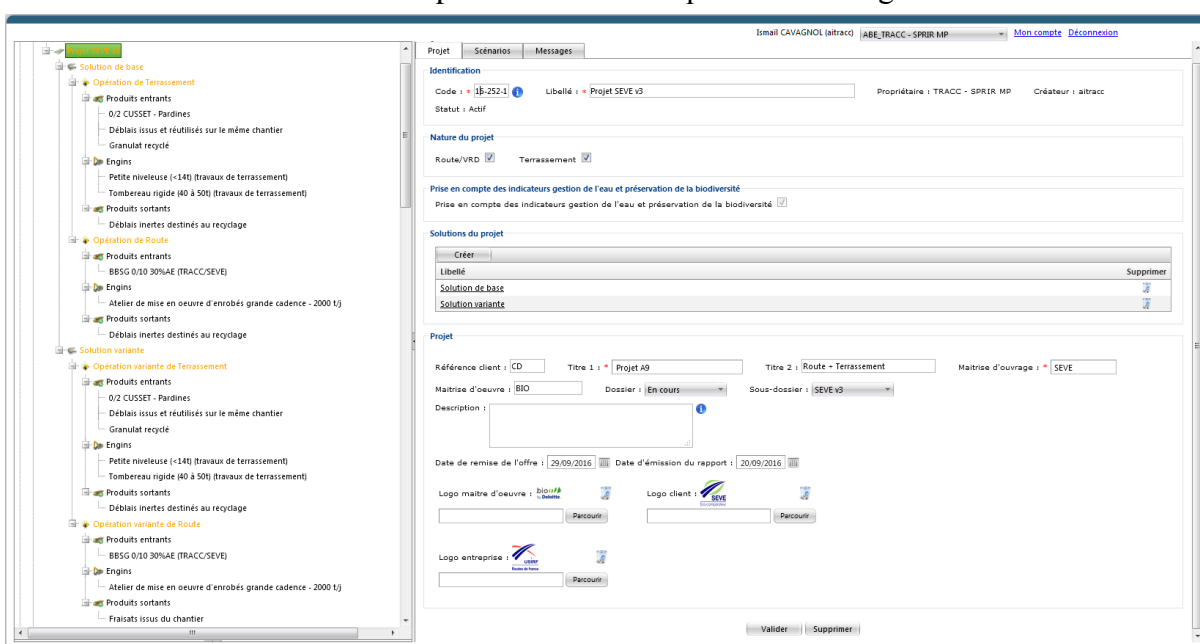 Ismail CAVAGNOL (aitracc) ABE_TRACC - SPRIR MP Mon compte Déconnexion
Projet SEVE v3
Solution de base
Opération de Terrassement
Produits entrants
0/2 CUSSET - Pardines
Déblais issus et réutilisés sur le même chantier
Granulat recyclé
Engins
Petite niveleuse (<14t) (travaux de terrassement)
Tombereau rigide (40 à 50t) (travaux de terrassement)
Produits sortants
Déblais inertes destinés au recyclage
Opération de Route
Produits entrants
BBSG 0/10 30%AE (TRACC/SEVE)
Engins
Atelier de mise en oeuvre d'enrobés grande cadence - 2000 t/j
Produits sortants
Déblais inertes destinés au recyclage
Solution variante
Opération variante de Terrassement
Produits entrants
0/2 CUSSET - Pardines
Déblais issus et réutilisés sur le même chantier
Granulat recyclé
Engins
Petite niveleuse (<14t) (travaux de terrassement)
Tombereau rigide (40 à 50t) (travaux de terrassement)
Produits sortants
Déblais inertes destinés au recyclage
Opération variante de Route
Produits entrants
BBSG 0/10 30%AE (TRACC/SEVE)
Engins
Atelier de mise en oeuvre d'enrobés grande cadence - 2000 t/j
Produits sortants
Fraisats issus du chantier
Projet Scénarios Messages
Identification
Code : * 16-252-1 Libellé : * Projet SEVE v3 Propriétaire : TRACC - SPRIR MP Créateur : aitracc
Statut : Actif
Nature du projet
Route/VRD Terrassement
Prise en compte des indicateurs gestion de l'eau et préservation de la biodiversité
Prise en compte des indicateurs gestion de l'eau et préservation de la biodiversité
Solutions du projet
Créer
Libellé Supprimer
Solution de base
Solution variante
Projet
Référence client : CD Titre 1 : * Projet A9 Titre 2 : Route + Terrassement Maitrise d'ouvrage : * SEVE
Maitrise d'oeuvre : BIO Dossier : En cours Sous-dossier : SEVE v3
Description :
Date de remise de l'offre : 29/09/2016 Date d'émission du rapport : 20/09/2016
Logo maitre d'oeuvre : bio by Deloitte. Logo client : SEVE
Parcourir Parcourir
Logo entreprise : USIRF Routes de France
Parcourir
Valider Supprimer